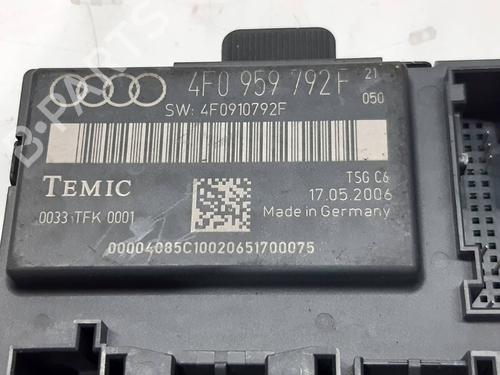 4F0 959 792F 21
050
SW: 4F0910792F
TEMIC
TSG C6
17.05.2006
0033 TFK 0001
Made in Germany
00004085C10020651700075
B-PARTS